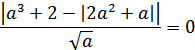 |a³ + 2 − |2a² + a|| / √a = 0